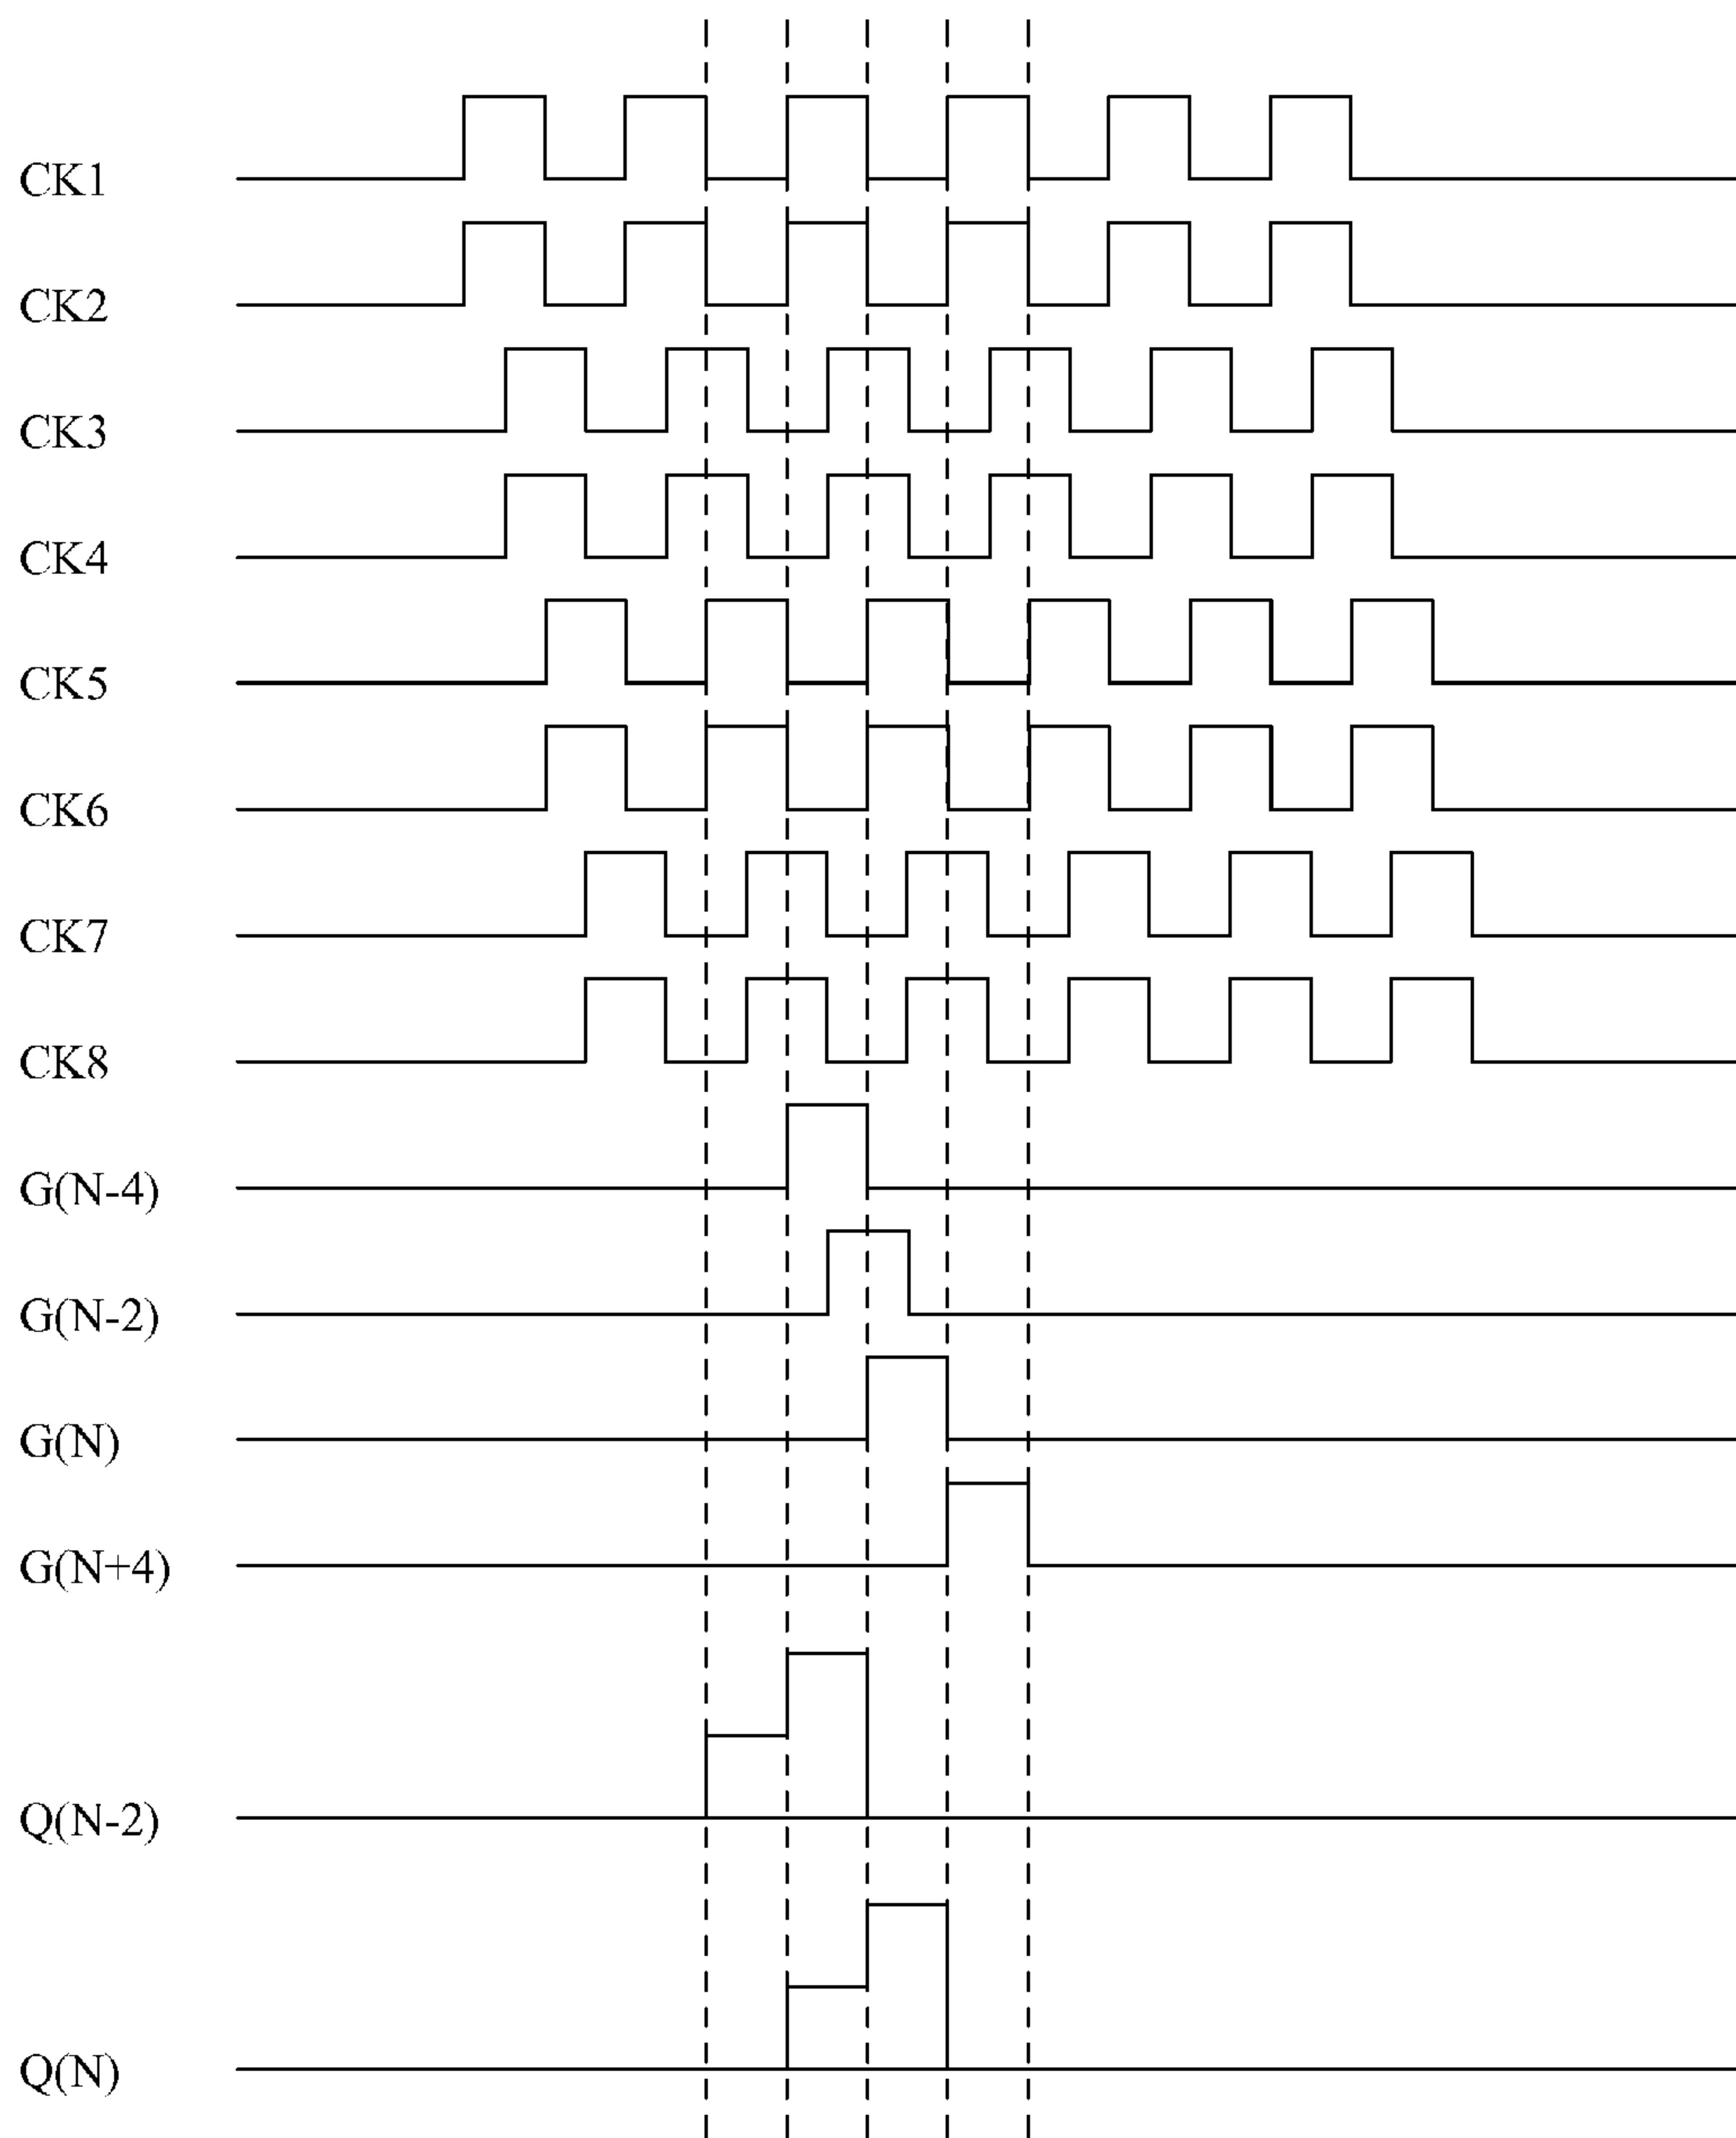 CK1
CK2
CK3
CK4
CK5
CK6
CK7
CK8
G(N-4)
G(N-2)
G(N)
G(N+4)
Q(N-2)
Q(N)